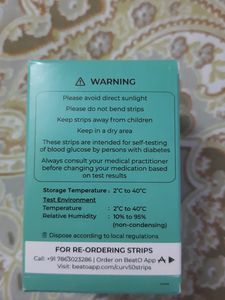 WARNING
Please avoid direct sunlight
Please do not bend strips
Keep strips away from children
Keep in a dry area
These strips are intended for self-testing
of blood glucose by persons with diabetes
Always consult your medical practitioner
before changing your medication based
on test results
Storage Temperature : 2°C to 40°C
Test Environment
Temperature : 2°C to 40°C
Relative Humidity : 10% to 95%
(non-condensing)
Dispose according to local regulations
FOR RE-ORDERING STRIPS
Call: +91 7863023286 | Order on BeatO App
Visit: beatoapp.com/curv50strips